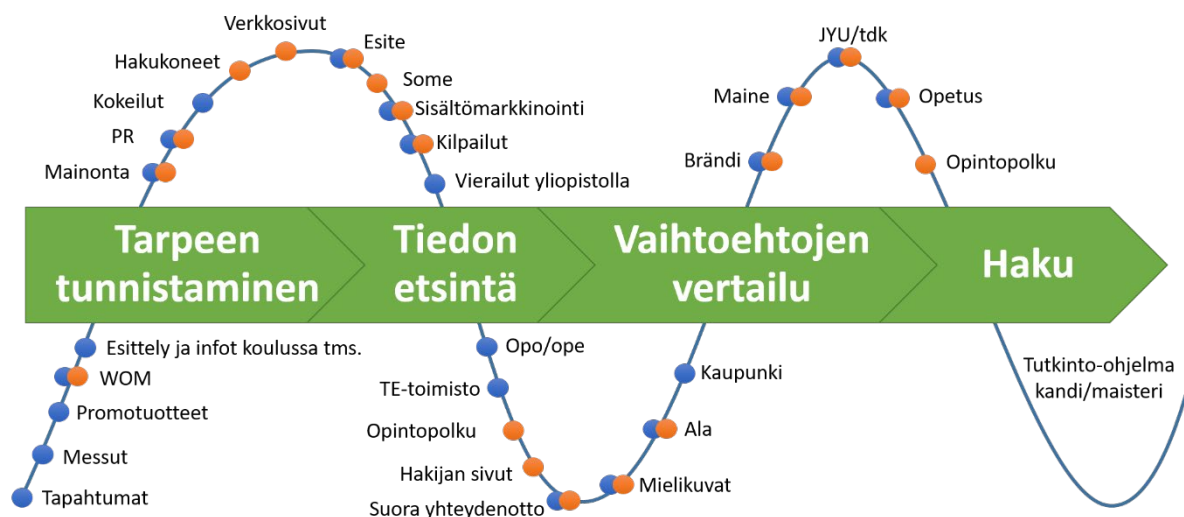 Verkkosivut
Esite
Hakukoneet
Some
Kokeilut
Sisältömarkkinointi
PR
Kilpailut
Mainonta
Vierailut yliopistolla
JYU/tdk
Maine
Opetus
Brändi
Opintopolku
Tarpeen
tunnistaminen
Tiedon
etsintä
Vaihtoehtojen
vertailu
Haku
Esittely ja infot koulussa tms.
WOM
Promotuotteet
Messut
Tapahtumat
Opo/ope
TE-toimisto
Opintopolku
Hakijan sivut
Suora yhteydenotto
Kaupunki
Ala
Mielikuvat
Tutkinto-ohjelma
kandi/maisteri